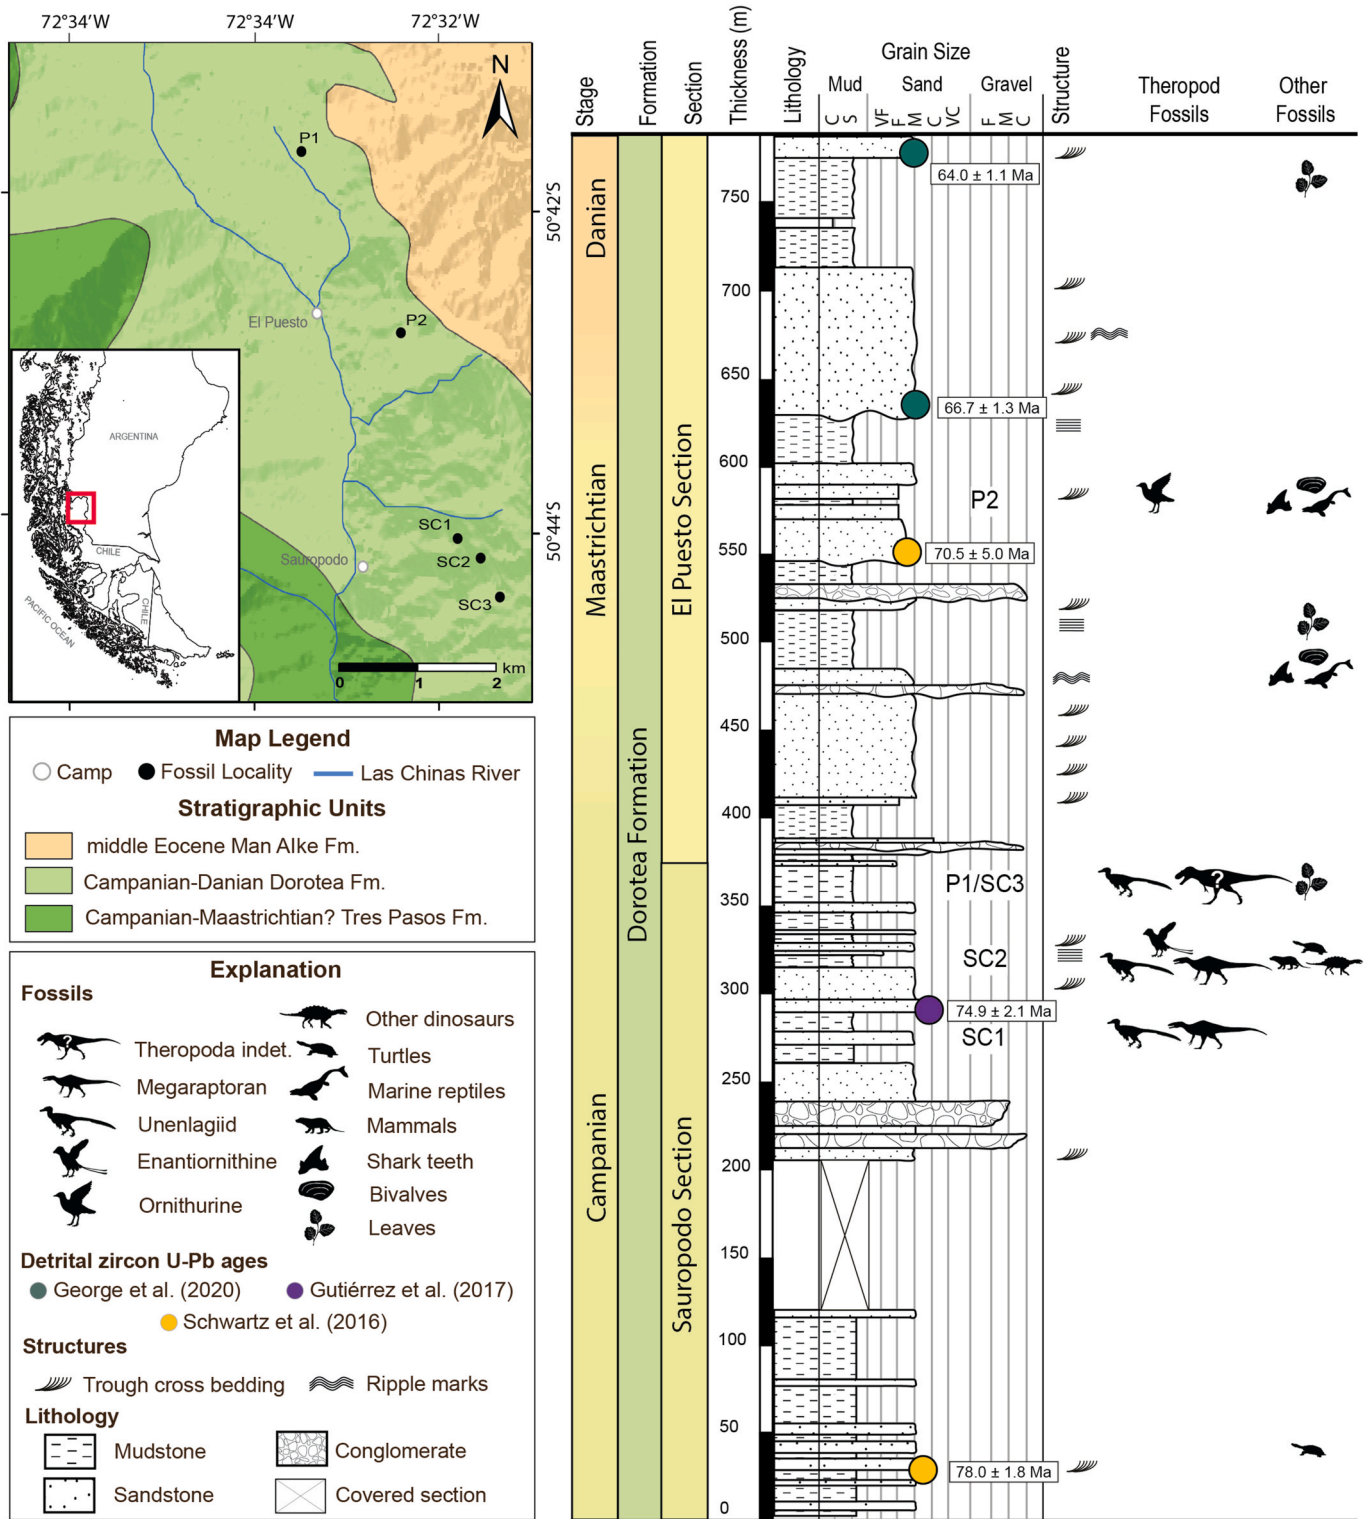 72°34′W
72°34′W
72°32′W
N
P1
50°42′S
El Puesto
P2
ARGENTINA
CHILE
CHILE
PACIFIC OCEAN
SC1
SC2
SC3
Sauropodo
50°44′S
km
0
1
2
Map Legend
Camp
Fossil Locality
Las Chinas River
Stratigraphic Units
middle Eocene Man Alke Fm.
Campanian-Danian Dorotea Fm.
Campanian-Maastrichtian? Tres Pasos Fm.
Explanation
Fossils
?
Theropoda indet.
Megaraptoran
Unenlagiid
Enantiornithine
Ornithurine
Other dinosaurs
Turtles
Marine reptiles
Mammals
Shark teeth
Bivalves
Leaves
Detrital zircon U-Pb ages
George et al. (2020)
Gutiérrez et al. (2017)
Schwartz et al. (2016)
Structures
Trough cross bedding
Ripple marks
Lithology
Mudstone
Conglomerate
Sandstone
Covered section
Stage
Formation
Section
Thickness (m)
Lithology
Grain Size
Mud
Sand
Gravel
C
S
VF
F
M
C
VC
F
M
C
Structure
Theropod
Fossils
Other
Fossils
Danian
Maastrichtian
Campanian
Dorotea Formation
El Puesto Section
Sauropodo Section
750
700
650
600
550
500
450
400
350
300
250
200
150
100
50
0
64.0 ± 1.1 Ma
66.7 ± 1.3 Ma
P2
70.5 ± 5.0 Ma
P1/SC3
?
SC2
74.9 ± 2.1 Ma
SC1
78.0 ± 1.8 Ma